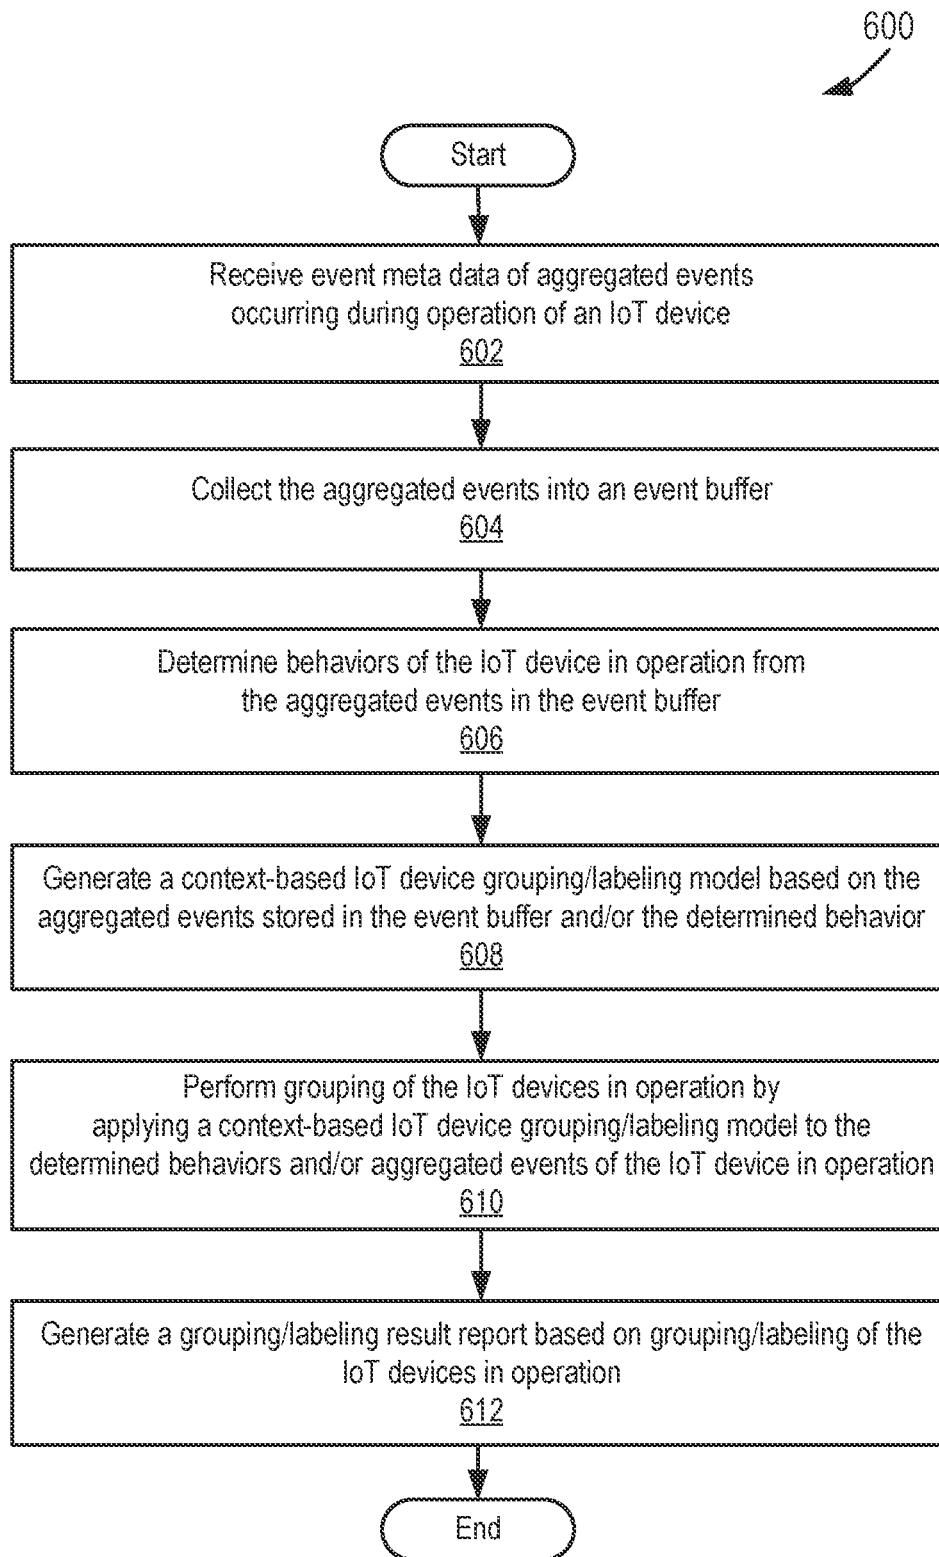 600
Start
Receive event meta data of aggregated events
occurring during operation of an IoT device
602
Collect the aggregated events into an event buffer
604
Determine behaviors of the IoT device in operation from
the aggregated events in the event buffer
606
Generate a context-based IoT device grouping/labeling model based on the
aggregated events stored in the event buffer and/or the determined behavior
608
Perform grouping of the IoT devices in operation by
applying a context-based IoT device grouping/labeling model to the
determined behaviors and/or aggregated events of the IoT device in operation
610
Generate a grouping/labeling result report based on grouping/labeling of the
IoT devices in operation
612
End